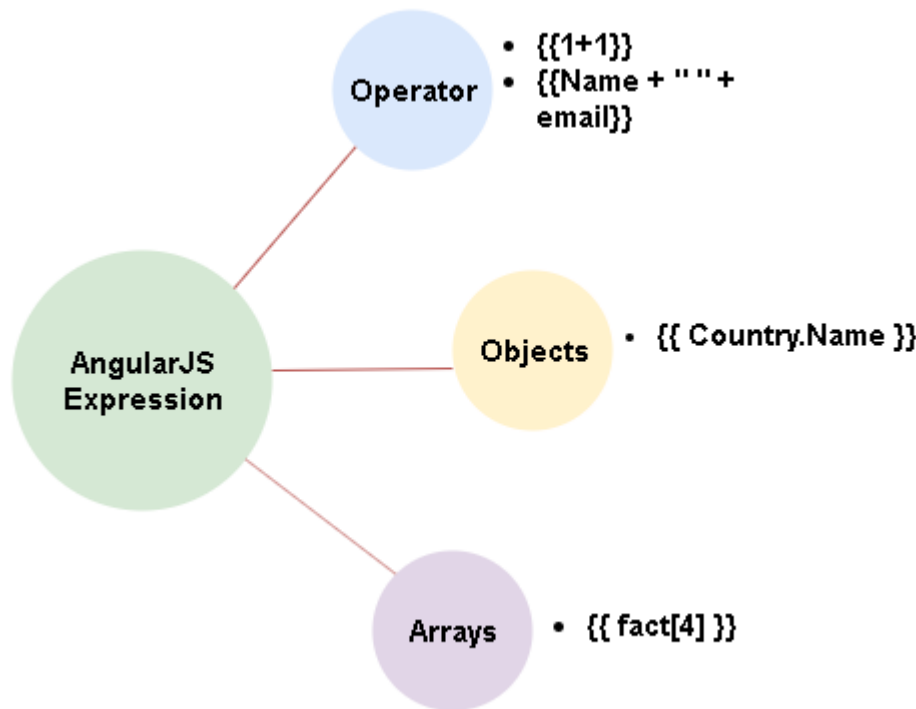 • {{1+1}}
• {{Name + " " +
email}}
Operator
AngularJS
Expression
Objects
• {{ Country.Name }}
Arrays
• {{ fact[4] }}